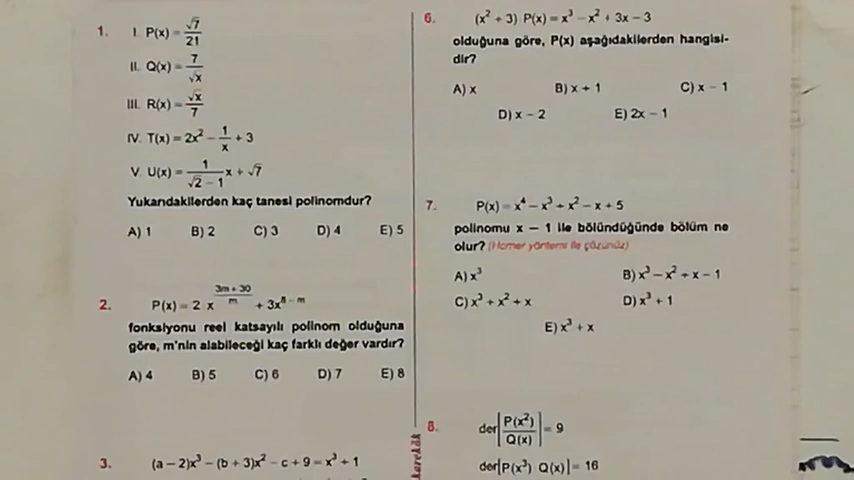 1. I. P(x) = √7/21
II. Q(x) = 7/√x
III. R(x) = √x/7
IV. T(x) = 2x² − 1/x + 3
V. U(x) = 1/(√2 − 1) x + √7
Yukarıdakilerden kaç tanesi polinomdur?
A) 1 B) 2 C) 3 D) 4 E) 5
2. P(x) = 2 x^((3m + 30)/m) + 3x^(8 − m)
fonksiyonu reel katsayılı polinom olduğuna
göre, m'nin alabileceği kaç farklı değer vardır?
A) 4 B) 5 C) 6 D) 7 E) 8
3. (a − 2)x³ − (b + 3)x² − c + 9 = x³ + 1
karekök
6. (x² + 3) P(x) = x³ − x² + 3x − 3
olduğuna göre, P(x) aşağıdakilerden hangisi-
dir?
A) x B) x + 1 C) x − 1
D) x − 2 E) 2x − 1
7. P(x) = x⁴ − x³ + x² − x + 5
polinomu x − 1 ile bölündüğünde bölüm ne
olur? (Horner yöntemi ile çözünüz)
A) x³ B) x³ − x² + x − 1
C) x³ + x² + x D) x³ + 1
E) x³ + x
8. der[P(x²)/Q(x)] = 9
der[P(x³) Q(x)] = 16